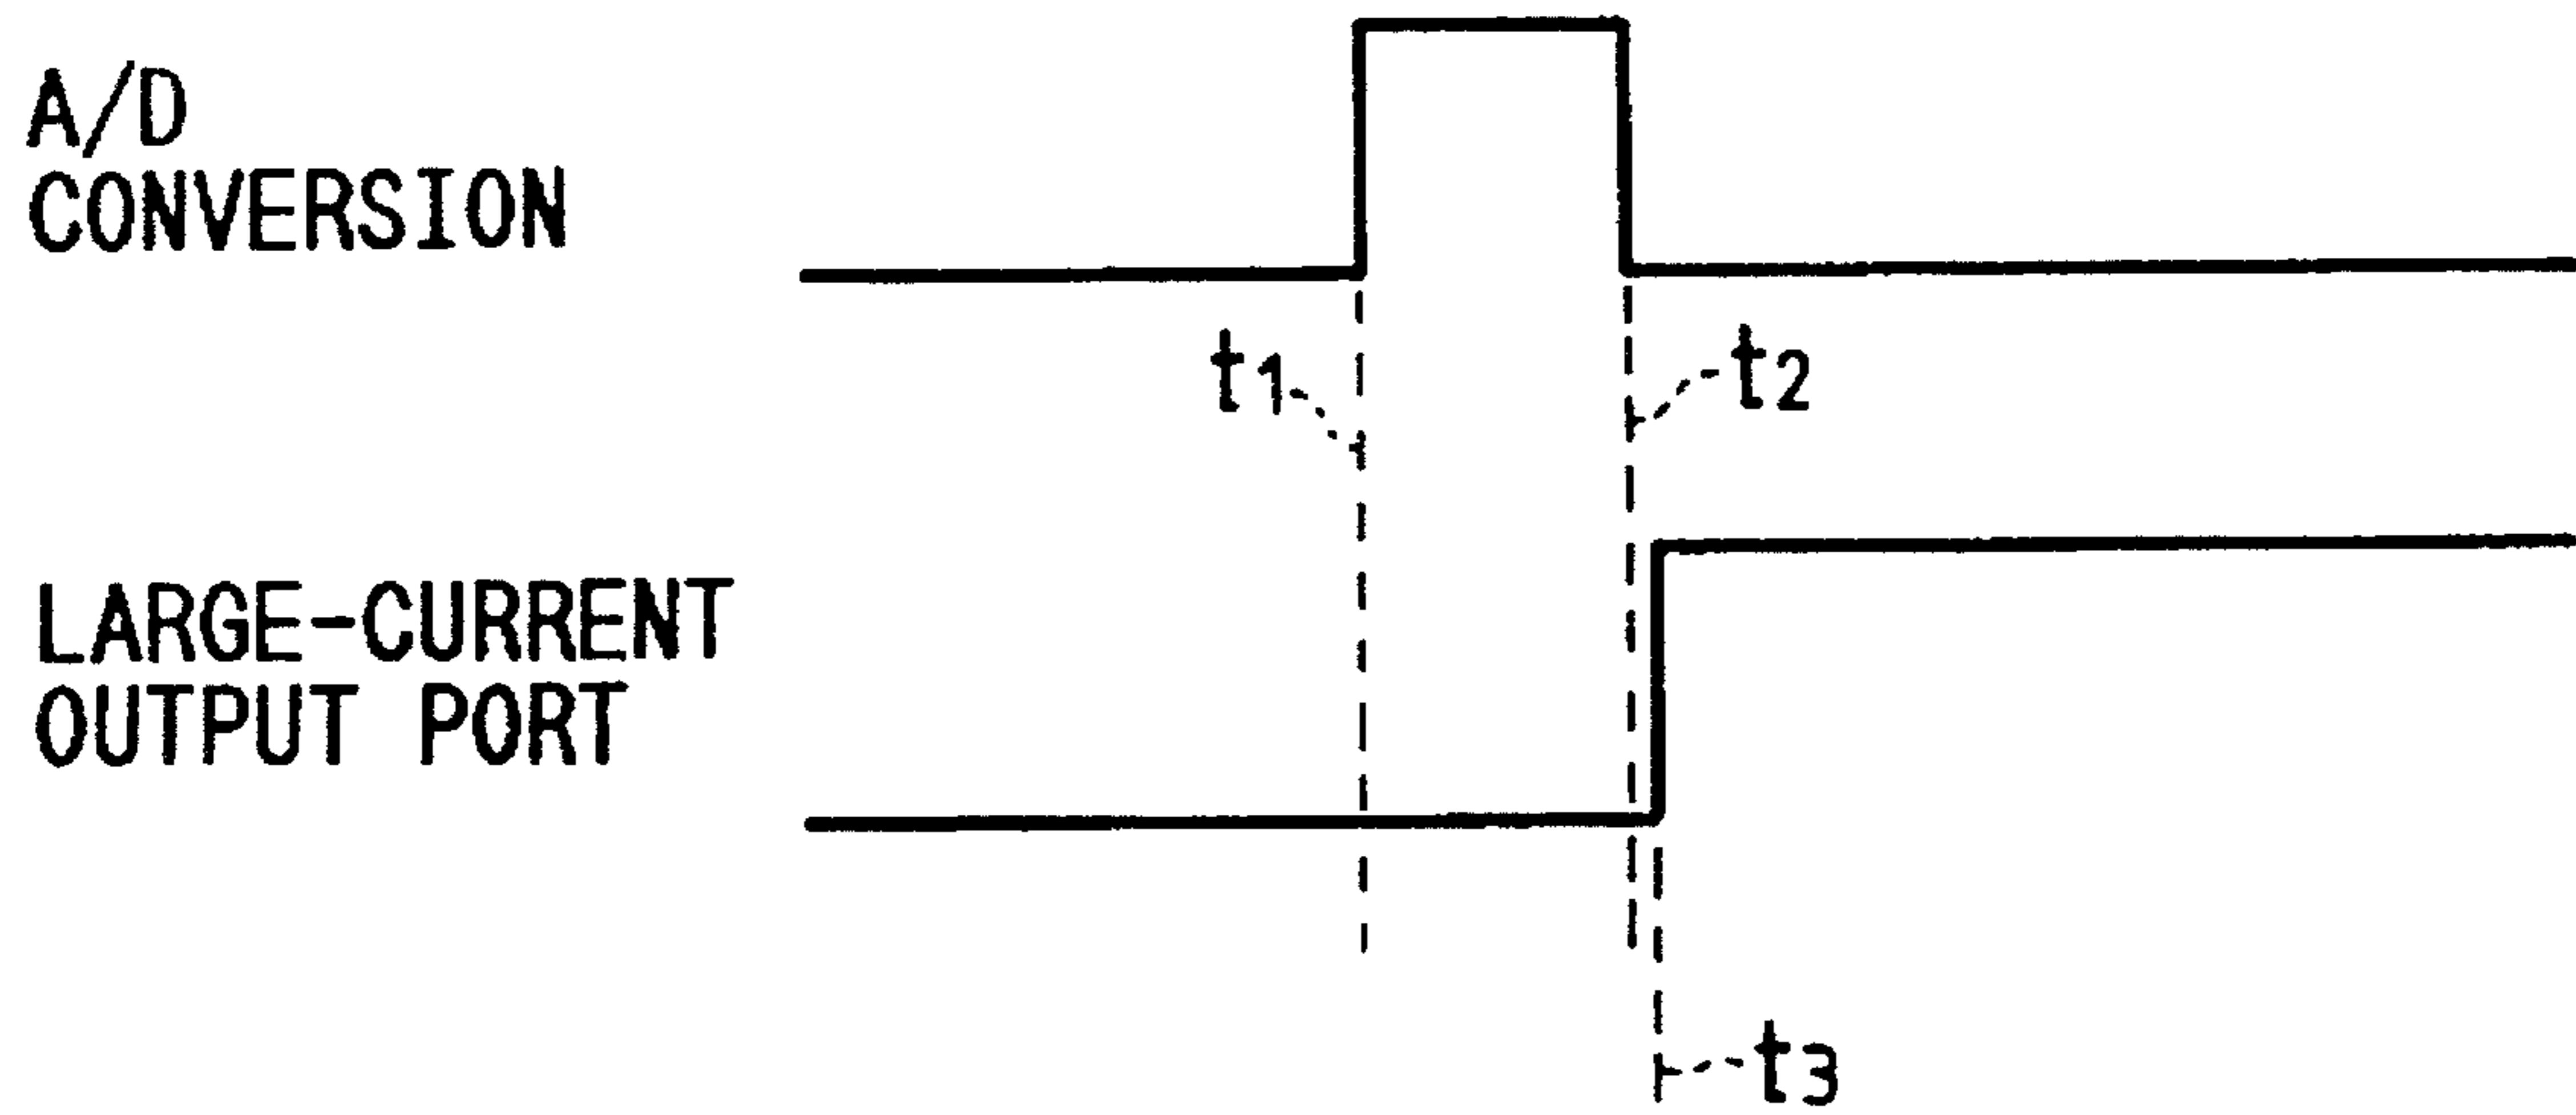 A/D
CONVERSION
t1
t2
LARGE-CURRENT
OUTPUT PORT
t3